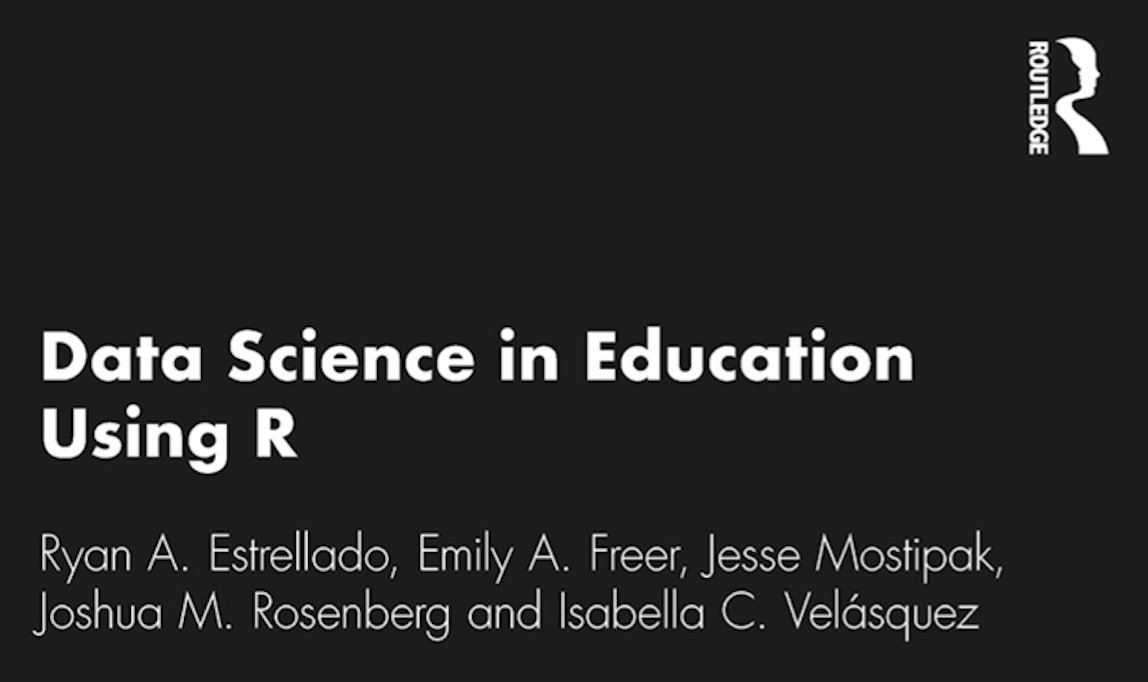 ROUTLEDGE
Data Science in Education
Using R
Ryan A. Estrellado, Emily A. Freer, Jesse Mostipak,
Joshua M. Rosenberg and Isabella C. Velásquez